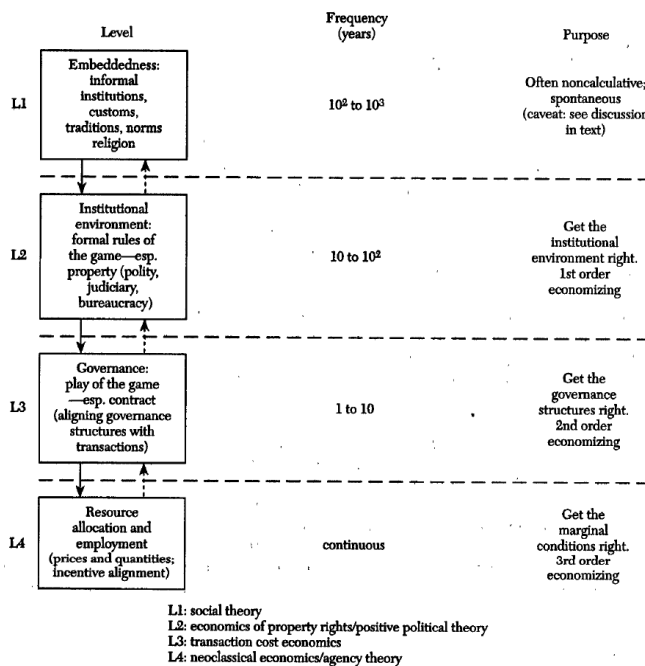 Level
Frequency
(years)
Purpose
L1
Embeddedness:
informal
institutions,
customs,
traditions, norms
religion
10² to 10³
Often noncalculative;
spontaneous
(caveat: see discussion
in text)
L2
Institutional
environment:
formal rules of
the game—esp.
property (polity,
judiciary,
bureaucracy)
10 to 10²
Get the
institutional
environment right.
1st order
economizing
L3
Governance:
play of the game
—esp. contract
(aligning governance
structures with
transactions)
1 to 10
Get the
governance
structures right.
2nd order
economizing
L4
Resource
allocation and
employment
(prices and quantities;
incentive alignment)
continuous
Get the
marginal
conditions right.
3rd order
economizing
L1: social theory
L2: economics of property rights/positive political theory
L3: transaction cost economics
L4: neoclassical economics/agency theory